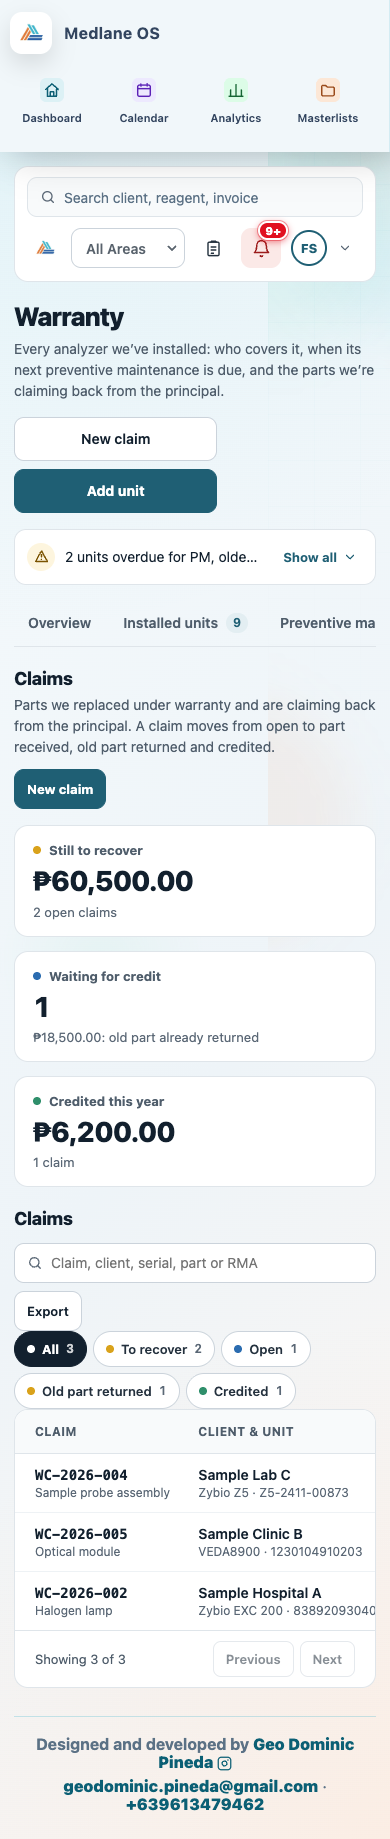 Medlane OS
Dashboard
Calendar
Analytics
Masterlists
Search client, reagent, invoice
All Areas
9+
FS
Warranty
Every analyzer we've installed: who covers it, when its
next preventive maintenance is due, and the parts we're
claiming back from the principal.
New claim
Add unit
2 units overdue for PM, olde...
Show all
Overview
Installed units 9
Preventive ma
Claims
Parts we replaced under warranty and are claiming back
from the principal. A claim moves from open to part
received, old part returned and credited.
New claim
Still to recover
₱60,500.00
2 open claims
Waiting for credit
1
₱18,500.00: old part already returned
Credited this year
₱6,200.00
1 claim
Claims
Claim, client, serial, part or RMA
Export
All 3
To recover 2
Open 1
Old part returned 1
Credited 1
CLAIM
CLIENT & UNIT
WC-2026-004
Sample Lab C
Sample probe assembly
Zybio Z5 · Z5-2411-00873
WC-2026-005
Sample Clinic B
Optical module
VEDA8900 · 1230104910203
WC-2026-002
Sample Hospital A
Halogen lamp
Zybio EXC 200 · 83892093040
Showing 3 of 3
Previous
Next
Designed and developed by Geo Dominic
Pineda
geodominic.pineda@gmail.com ·
+639613479462